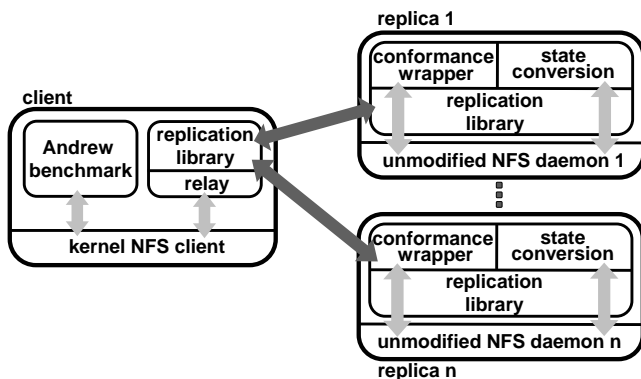 client
Andrew
benchmark
replication
library
relay
kernel NFS client
replica 1
conformance
wrapper
state
conversion
replication
library
unmodified NFS daemon 1
conformance
wrapper
state
conversion
replication
library
unmodified NFS daemon n
replica n